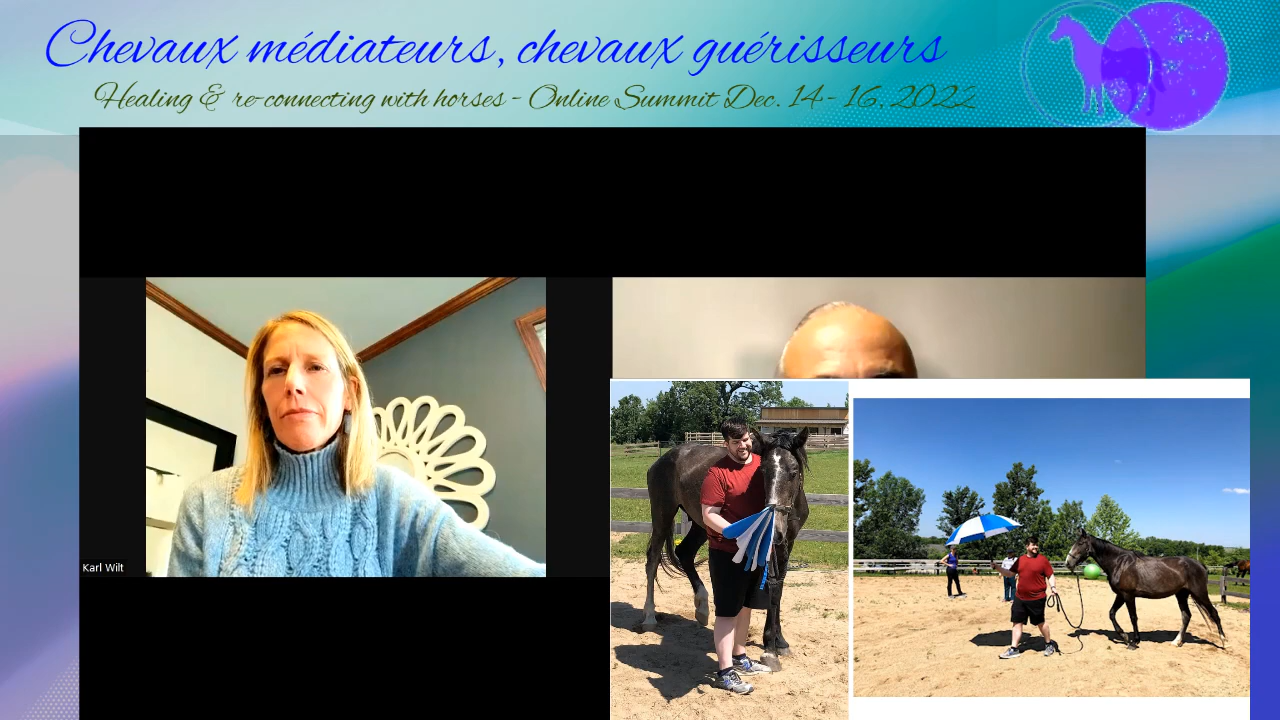 Chevaux médiateurs, chevaux guérisseurs
Healing & re-connecting with horses - Online Summit Dec. 14 - 16, 2022
Karl Wilt